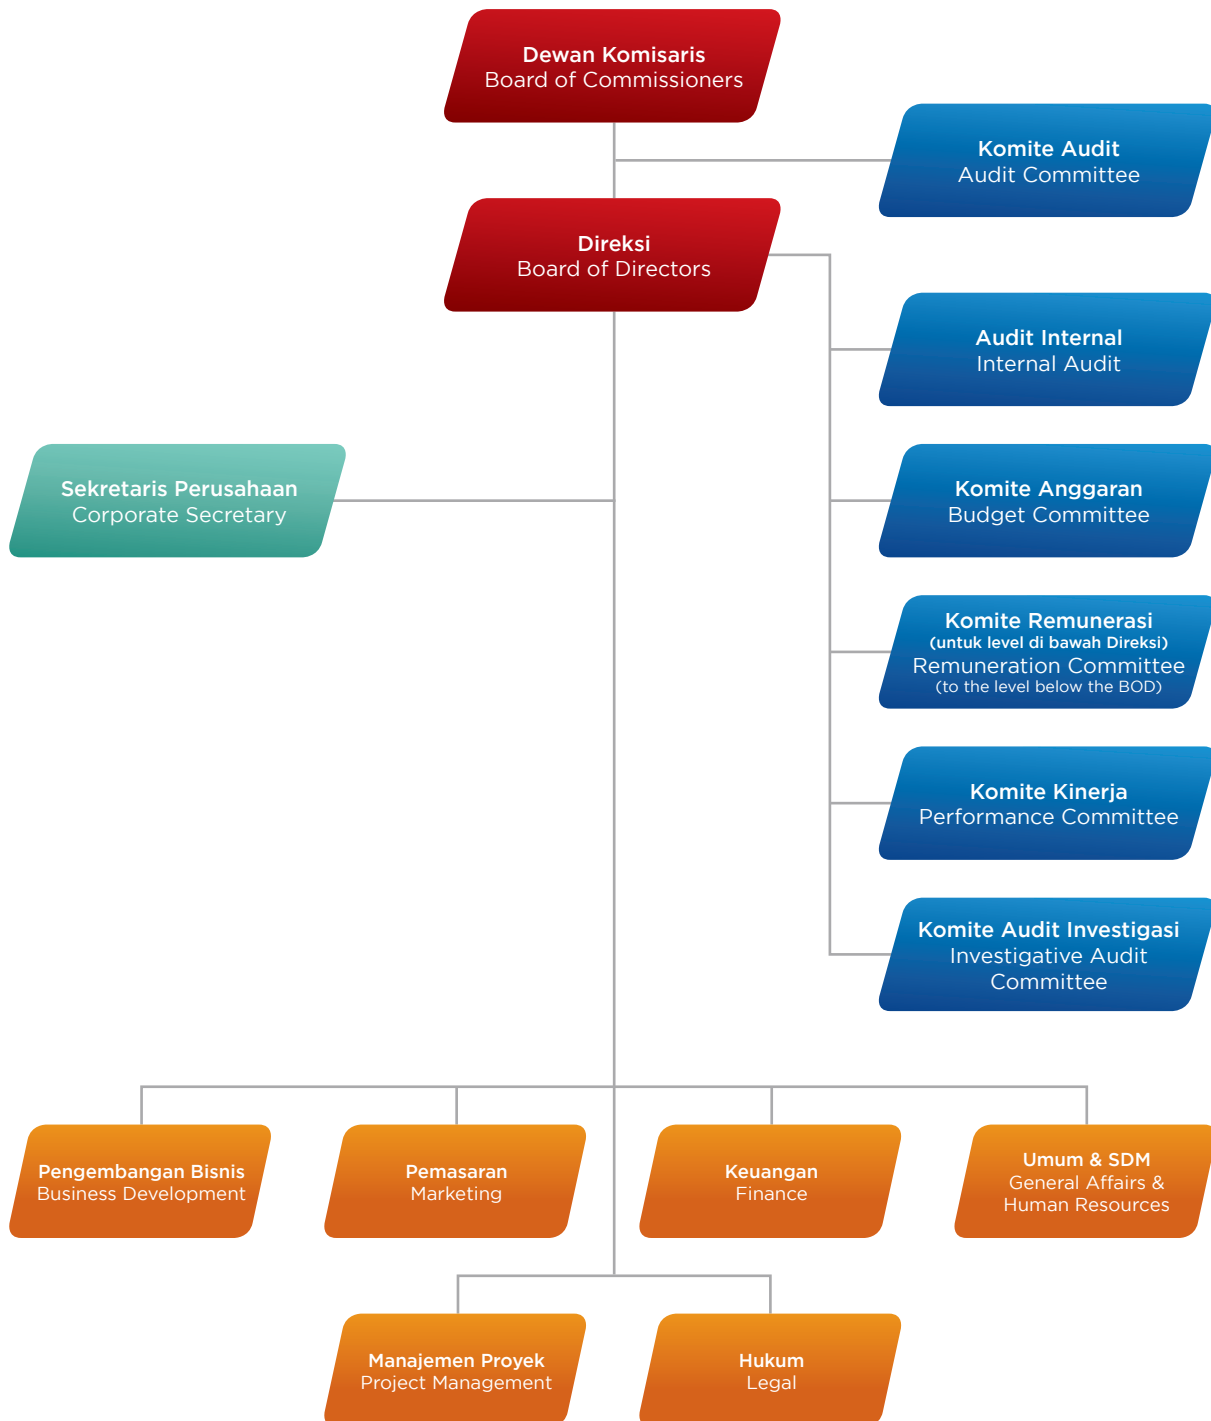 Dewan Komisaris
Board of Commissioners
Komite Audit
Audit Committee
Direksi
Board of Directors
Audit Internal
Internal Audit
Sekretaris Perusahaan
Corporate Secretary
Komite Anggaran
Budget Committee
Komite Remunerasi
(untuk level di bawah Direksi)
Remuneration Committee
(to the level below the BOD)
Komite Kinerja
Performance Committee
Komite Audit Investigasi
Investigative Audit
Committee
Pengembangan Bisnis
Business Development
Pemasaran
Marketing
Keuangan
Finance
Umum & SDM
General Affairs &
Human Resources
Manajemen Proyek
Project Management
Hukum
Legal